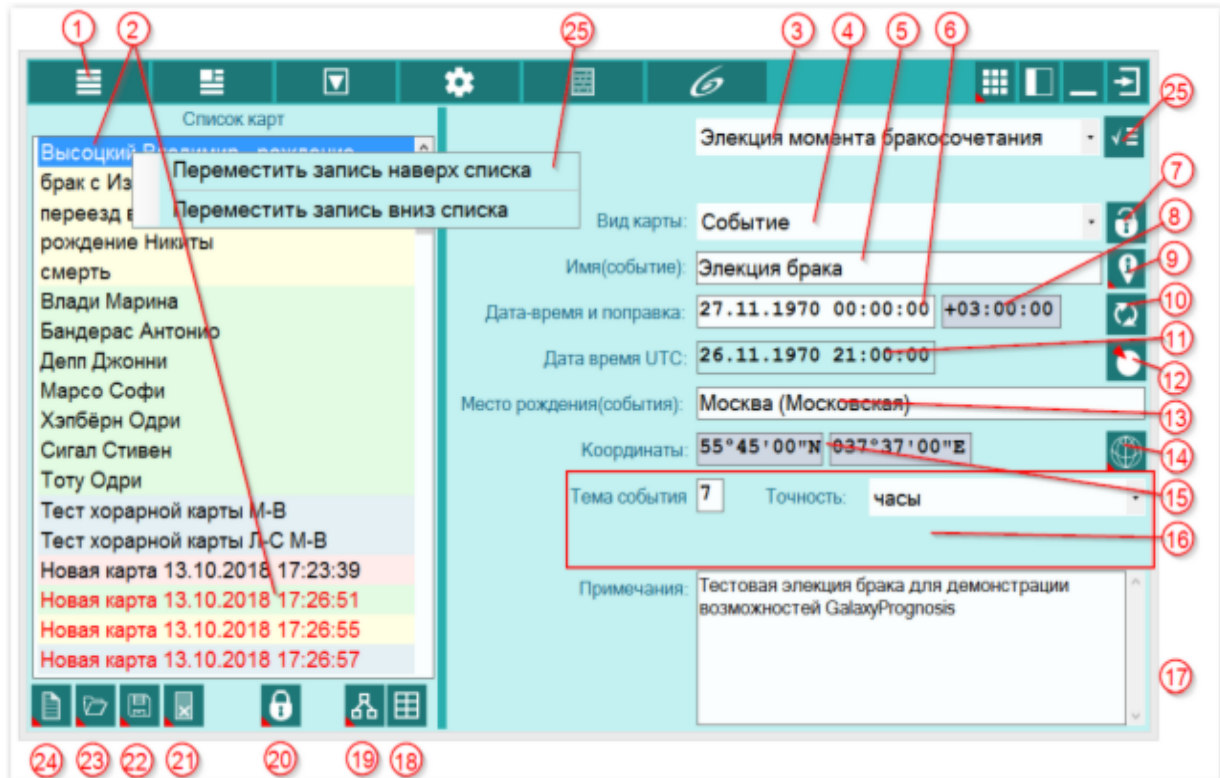 1 2 25 3 4 5 6
Список карт
Высоцкий Владимир - рождение
Переместить запись наверх списка
Переместить запись вниз списка
брак с Из
переезд в
рождение Никиты
смерть
Влади Марина
Бандерас Антонио
Депп Джонни
Марсо Софи
Хэпбёрн Одри
Сигал Стивен
Тоту Одри
Тест хорарной карты М-В
Тест хорарной карты Л-С М-В
Новая карта 13.10.2018 17:23:39
Новая карта 13.10.2018 17:26:51
Новая карта 13.10.2018 17:26:55
Новая карта 13.10.2018 17:26:57
Элекция момента бракосочетания
25
Вид карты: Событие
7
8
Имя(событие): Элекция брака
9
Дата-время и поправка: 27.11.1970 00:00:00 +03:00:00
10
Дата время UTC: 26.11.1970 21:00:00
11
12
Место рождения(события): Москва (Московская)
13
Координаты: 55°45'00"N 037°37'00"E
14
Тема события 7 Точность: часы
15
16
Примечания: Тестовая элекция брака для демонстрации
возможностей GalaxyPrognosis
17
24 23 22 21 20 19 18